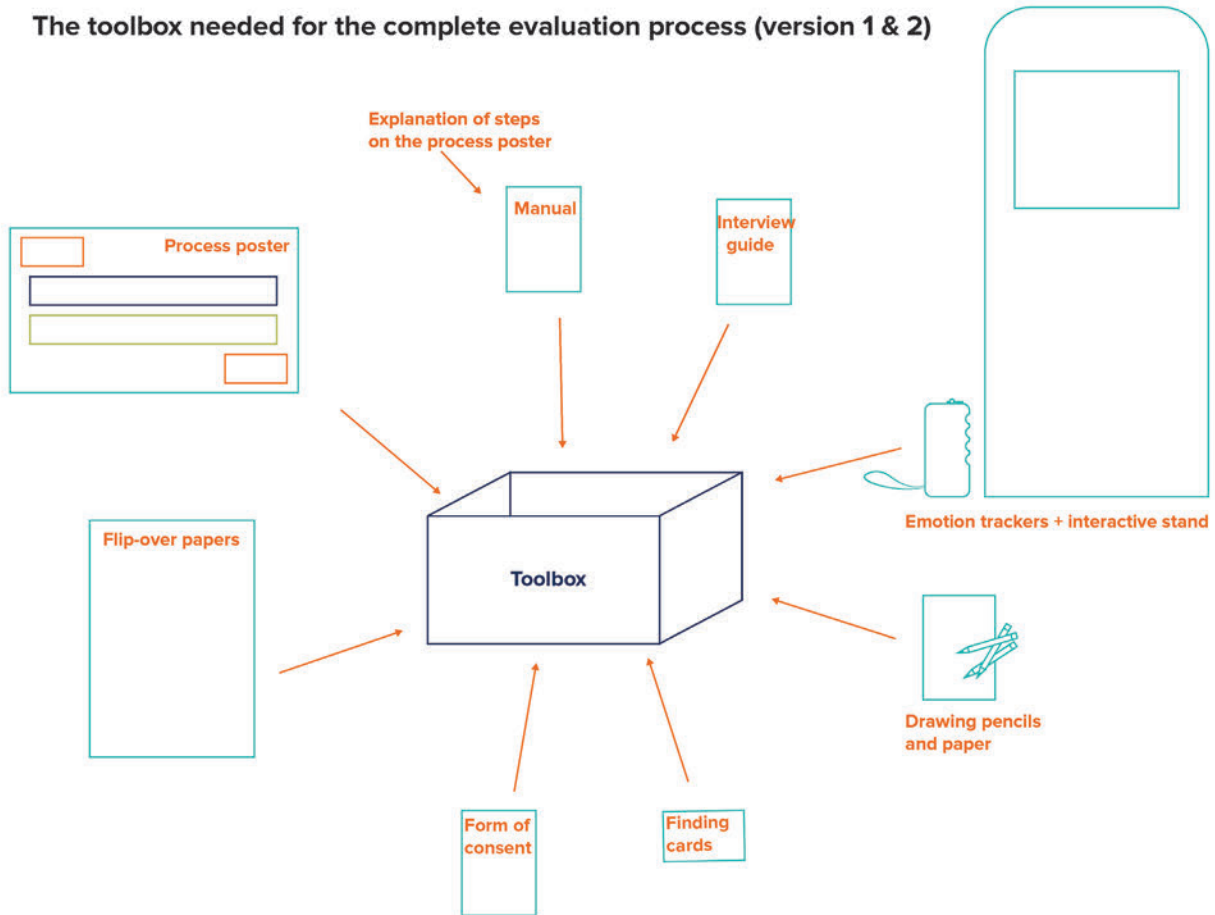 The toolbox needed for the complete evaluation process (version 1 & 2)
Explanation of steps
on the process poster
Manual
Interview
guide
Process poster
Flip-over papers
Toolbox
Emotion trackers + interactive stand
Drawing pencils
and paper
Form of
consent
Finding
cards